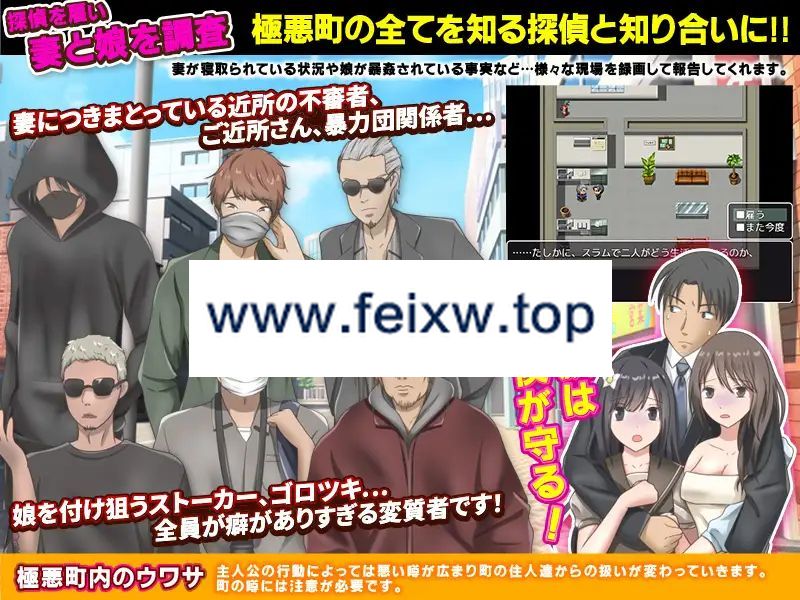 探偵を雇い
妻と娘を調査
極悪町の全てを知る探偵と知り合いに!!
妻が寝取られている状況や娘が暴姦されている事実など…様々な現場を録画して報告してくれます。
妻につきまとっている近所の不審者、
ご近所さん、暴力団関係者…
■雇う
■また今度
……たしかに、スラムで二人がどう生
るのか、
www.feixw.top
は
が守る!
娘を付け狙うストーカー、ゴロツキ…
全員が癖がありすぎる変質者です!
極悪町内のウワサ
主人公の行動によっては悪い噂が広まり町の住人達からの扱いが変わっていきます。
町の噂には注意が必要です。